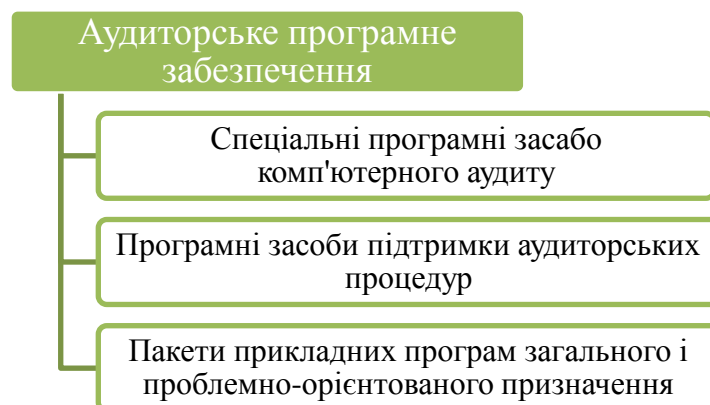 Аудиторське програмне
забезпечення
Спеціальні програмні засабо
комп'ютерного аудиту
Програмні засоби підтримки аудиторських
процедур
Пакети прикладних програм загального і
проблемно-орієнтованого призначення